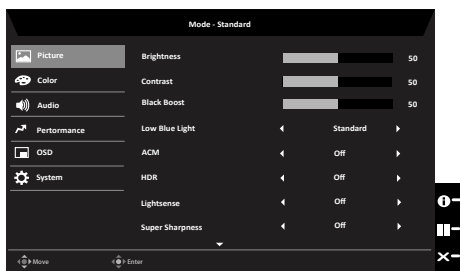 Mode - Standard
Picture
Color
Audio
Pertormance
OSD
System
Brightness 50
Contrast 50
Black Boost 50
Low Blue Light Standard
ACM Off
HDR Off
Lightsense Off
Super Sharpness Off
Move Enter